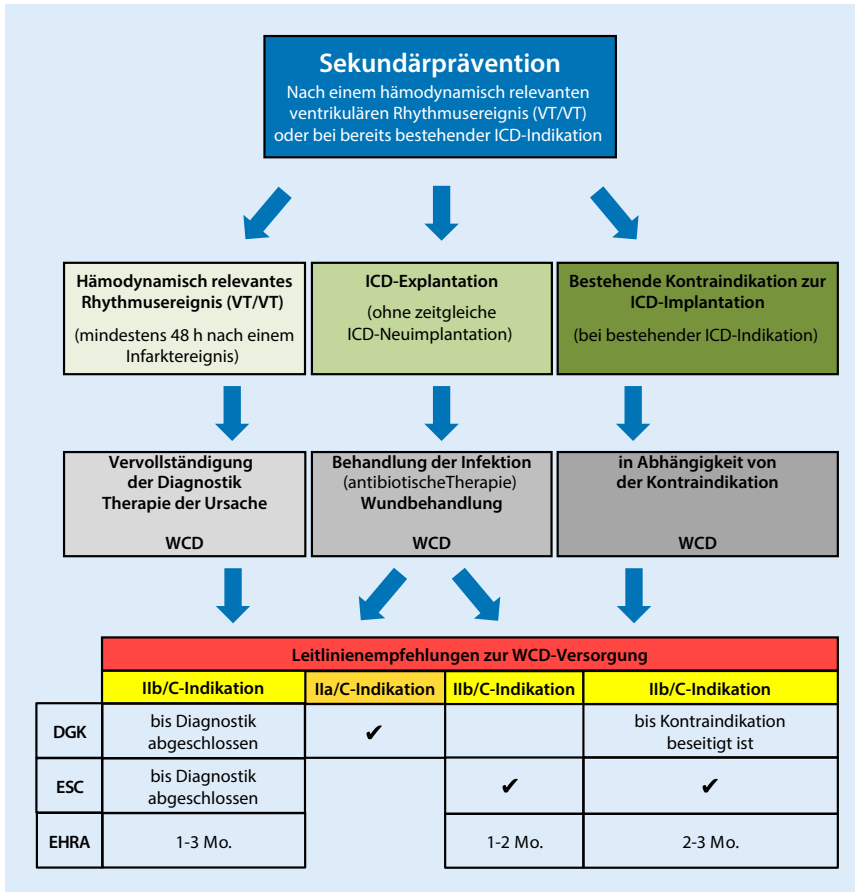 Sekundärprävention
Nach einem hämodynamisch relevanten
ventrikulären Rhythmusereignis (VT/VT)
oder bei bereits bestehender ICD-Indikation
Hämodynamisch relevantes
Rhythmusereignis (VT/VT)
(mindestens 48 h nach einem
Infarktereignis)
ICD-Explantation
(ohne zeitgleiche
ICD-Neuimplantation)
Bestehende Kontraindikation zur
ICD-Implantation
(bei bestehender ICD-Indikation)
Vervollständigung
der Diagnostik
Therapie der Ursache
WCD
Behandlung der Infektion
(antibiotischeTherapie)
Wundbehandlung
WCD
in Abhängigkeit von
der Kontraindikation
WCD
Leitlinienempfehlungen zur WCD-Versorgung
IIb/C-Indikation IIa/C-Indikation IIb/C-Indikation IIb/C-Indikation
DGK
bis Diagnostik
abgeschlossen
✔
bis Kontraindikation
beseitigt ist
ESC
bis Diagnostik
abgeschlossen
✔ ✔
EHRA 1-3 Mo. 1-2 Mo. 2-3 Mo.